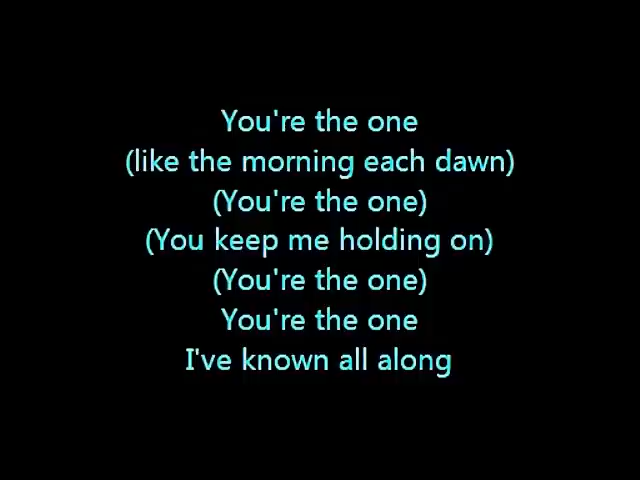 You're the one
(like the morning each dawn)
(You're the one)
(You keep me holding on)
(You're the one)
You're the one
I've known all along